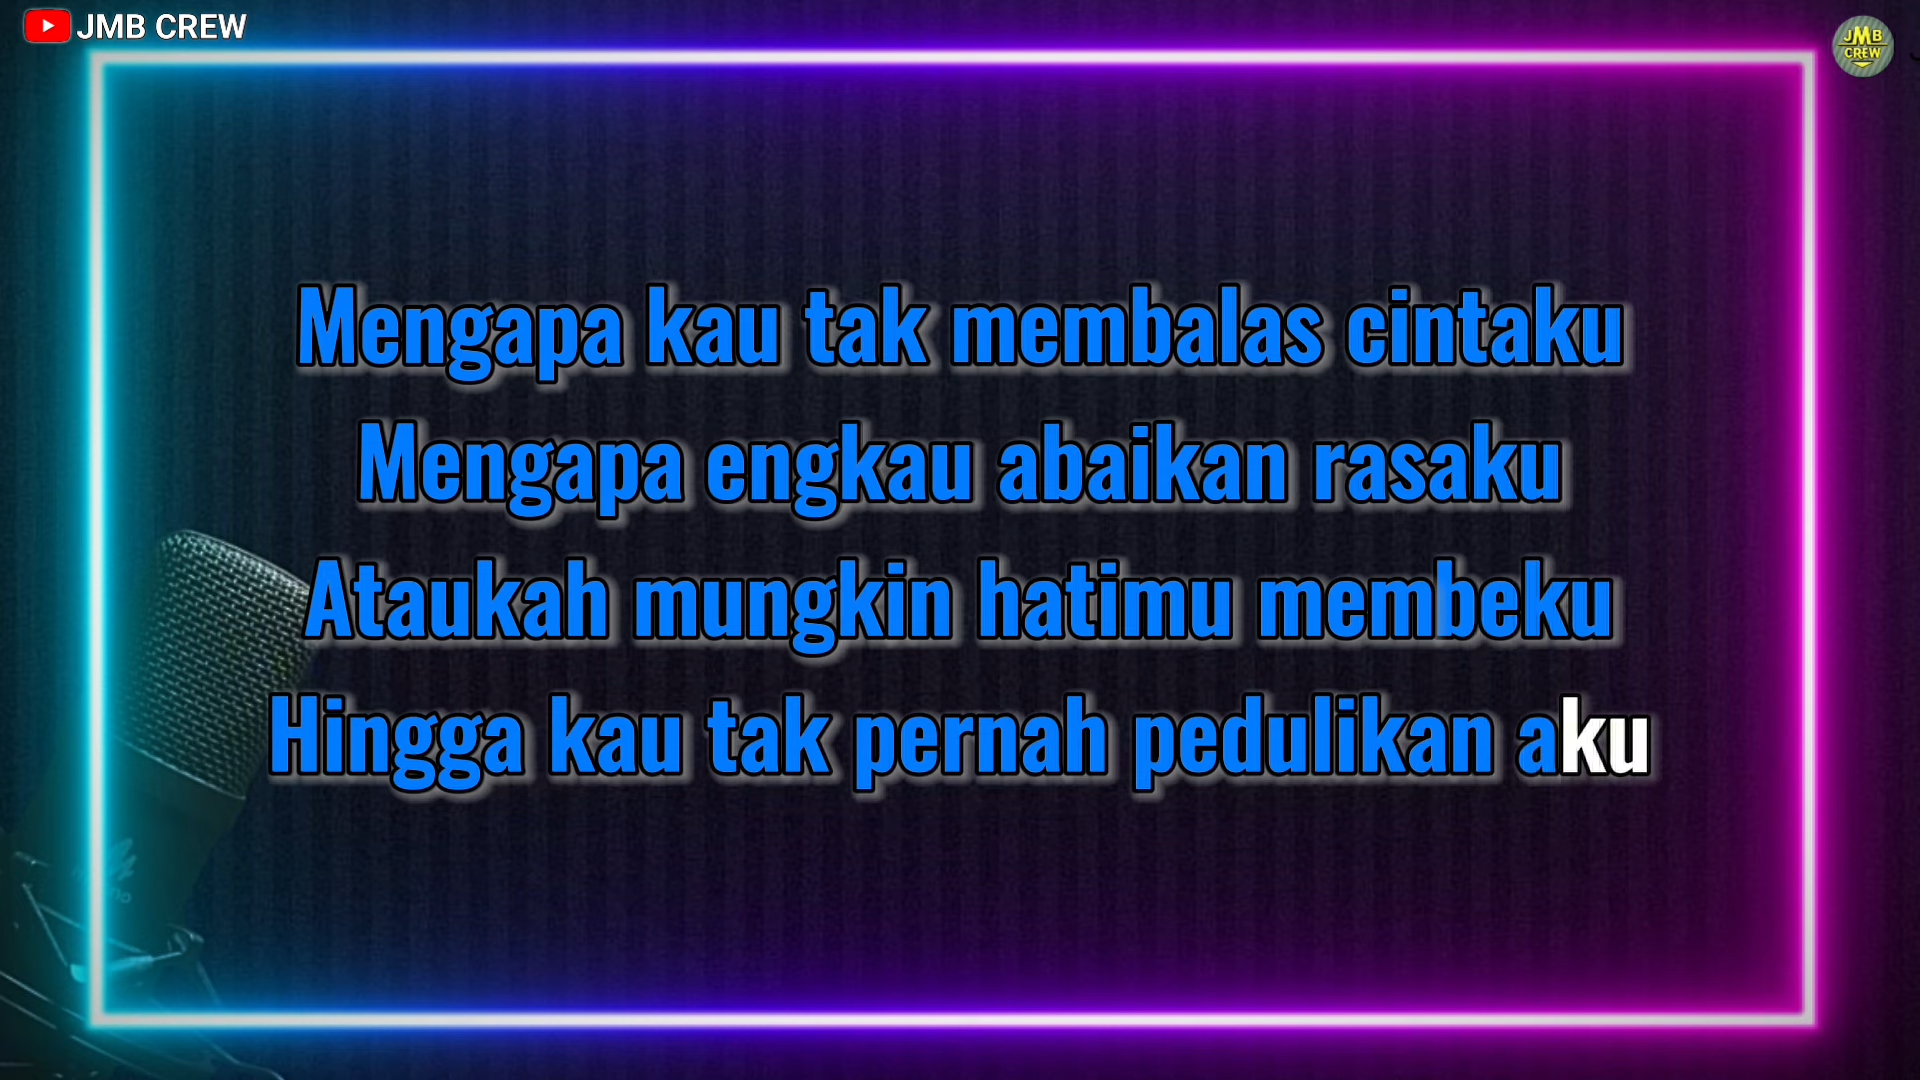 JMB CREW
JMB
CREW
Mengapa kau tak membalas cintaku
Mengapa engkau abaikan rasaku
Ataukah mungkin hatimu membeku
Hingga kau tak pernah pedulikan aku